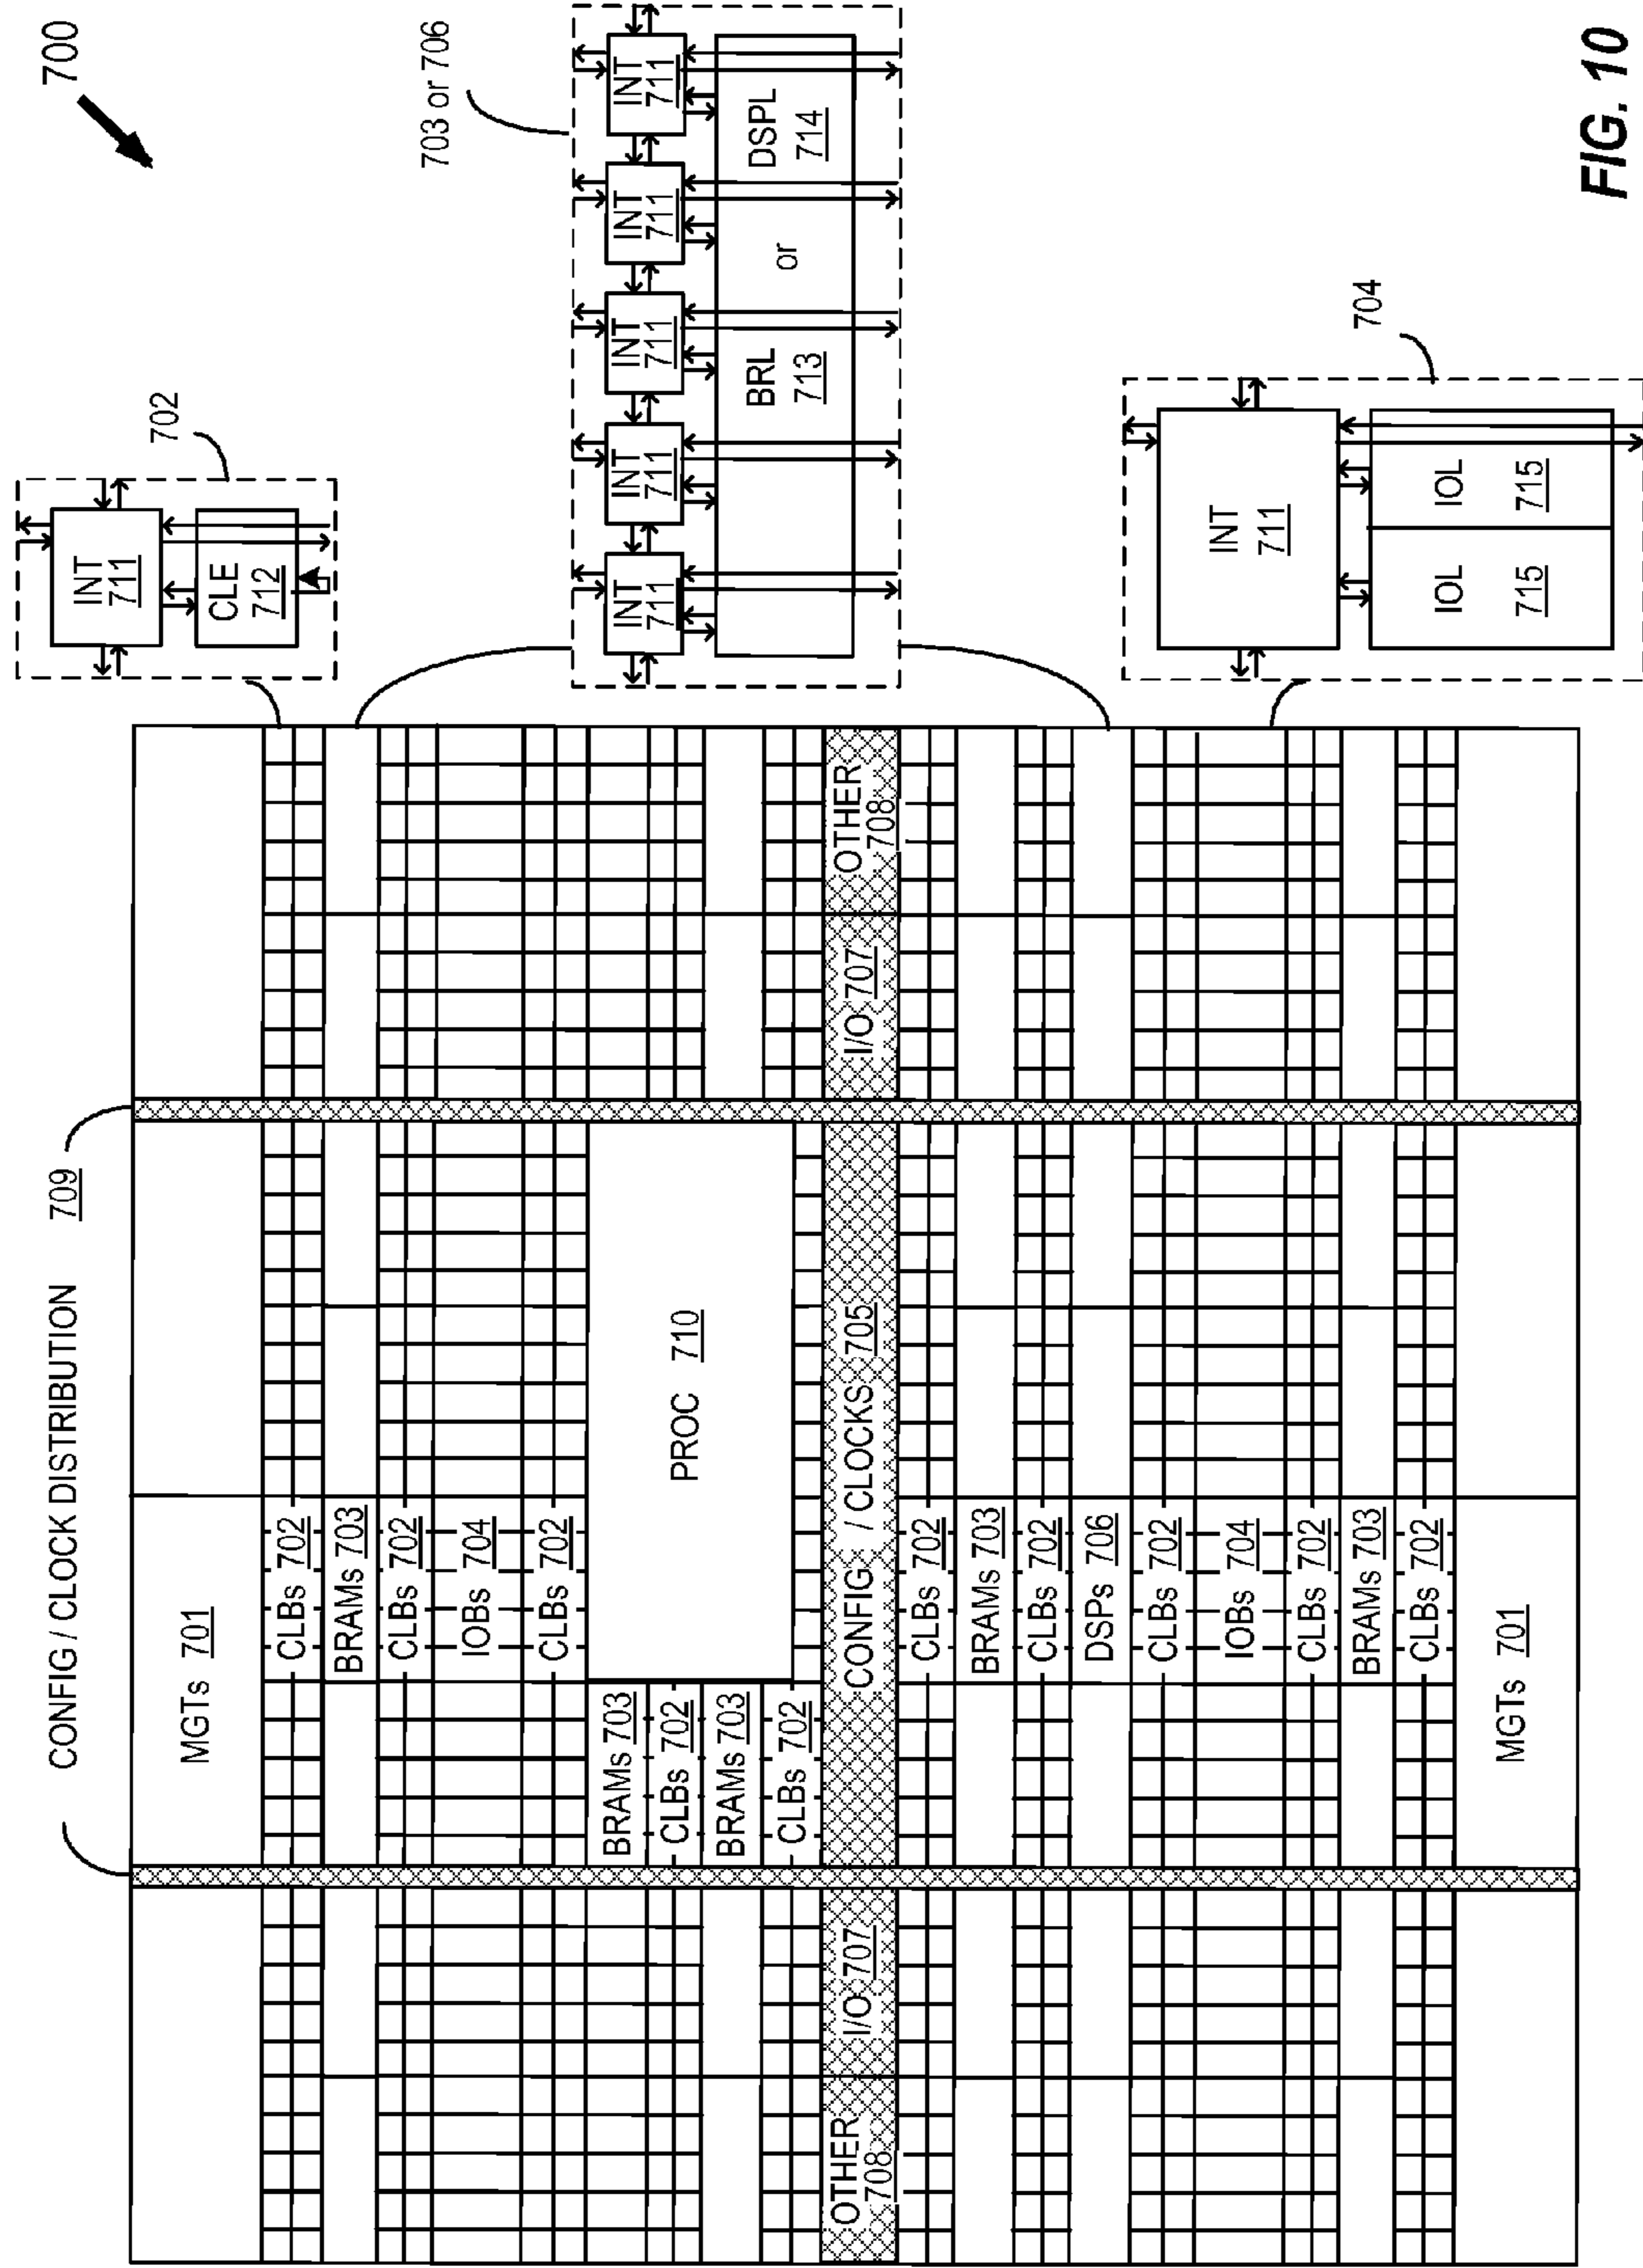 700
CONFIG / CLOCK DISTRIBUTION 709
MGTs 701
CLBs 702
BRAMs 703
CLBs 702
IOBs 704
CLBs 702
BRAMs 703
CLBs 702
BRAMs 703
CLBs 702
PROC 710
OTHER
708
I/O 707
CONFIG / CLOCKS 705
I/O 707
OTHER
708
CLBs 702
BRAMs 703
CLBs 702
DSPs 706
CLBs 702
IOBs 704
CLBs 702
BRAMs 703
CLBs 702
MGTs 701
702
INT
711
CLE
712
703 or 706
INT
711
INT
711
INT
711
INT
711
INT
711
BRL
713
or
DSPL
714
704
INT
711
IOL
715
IOL
715
FIG. 10